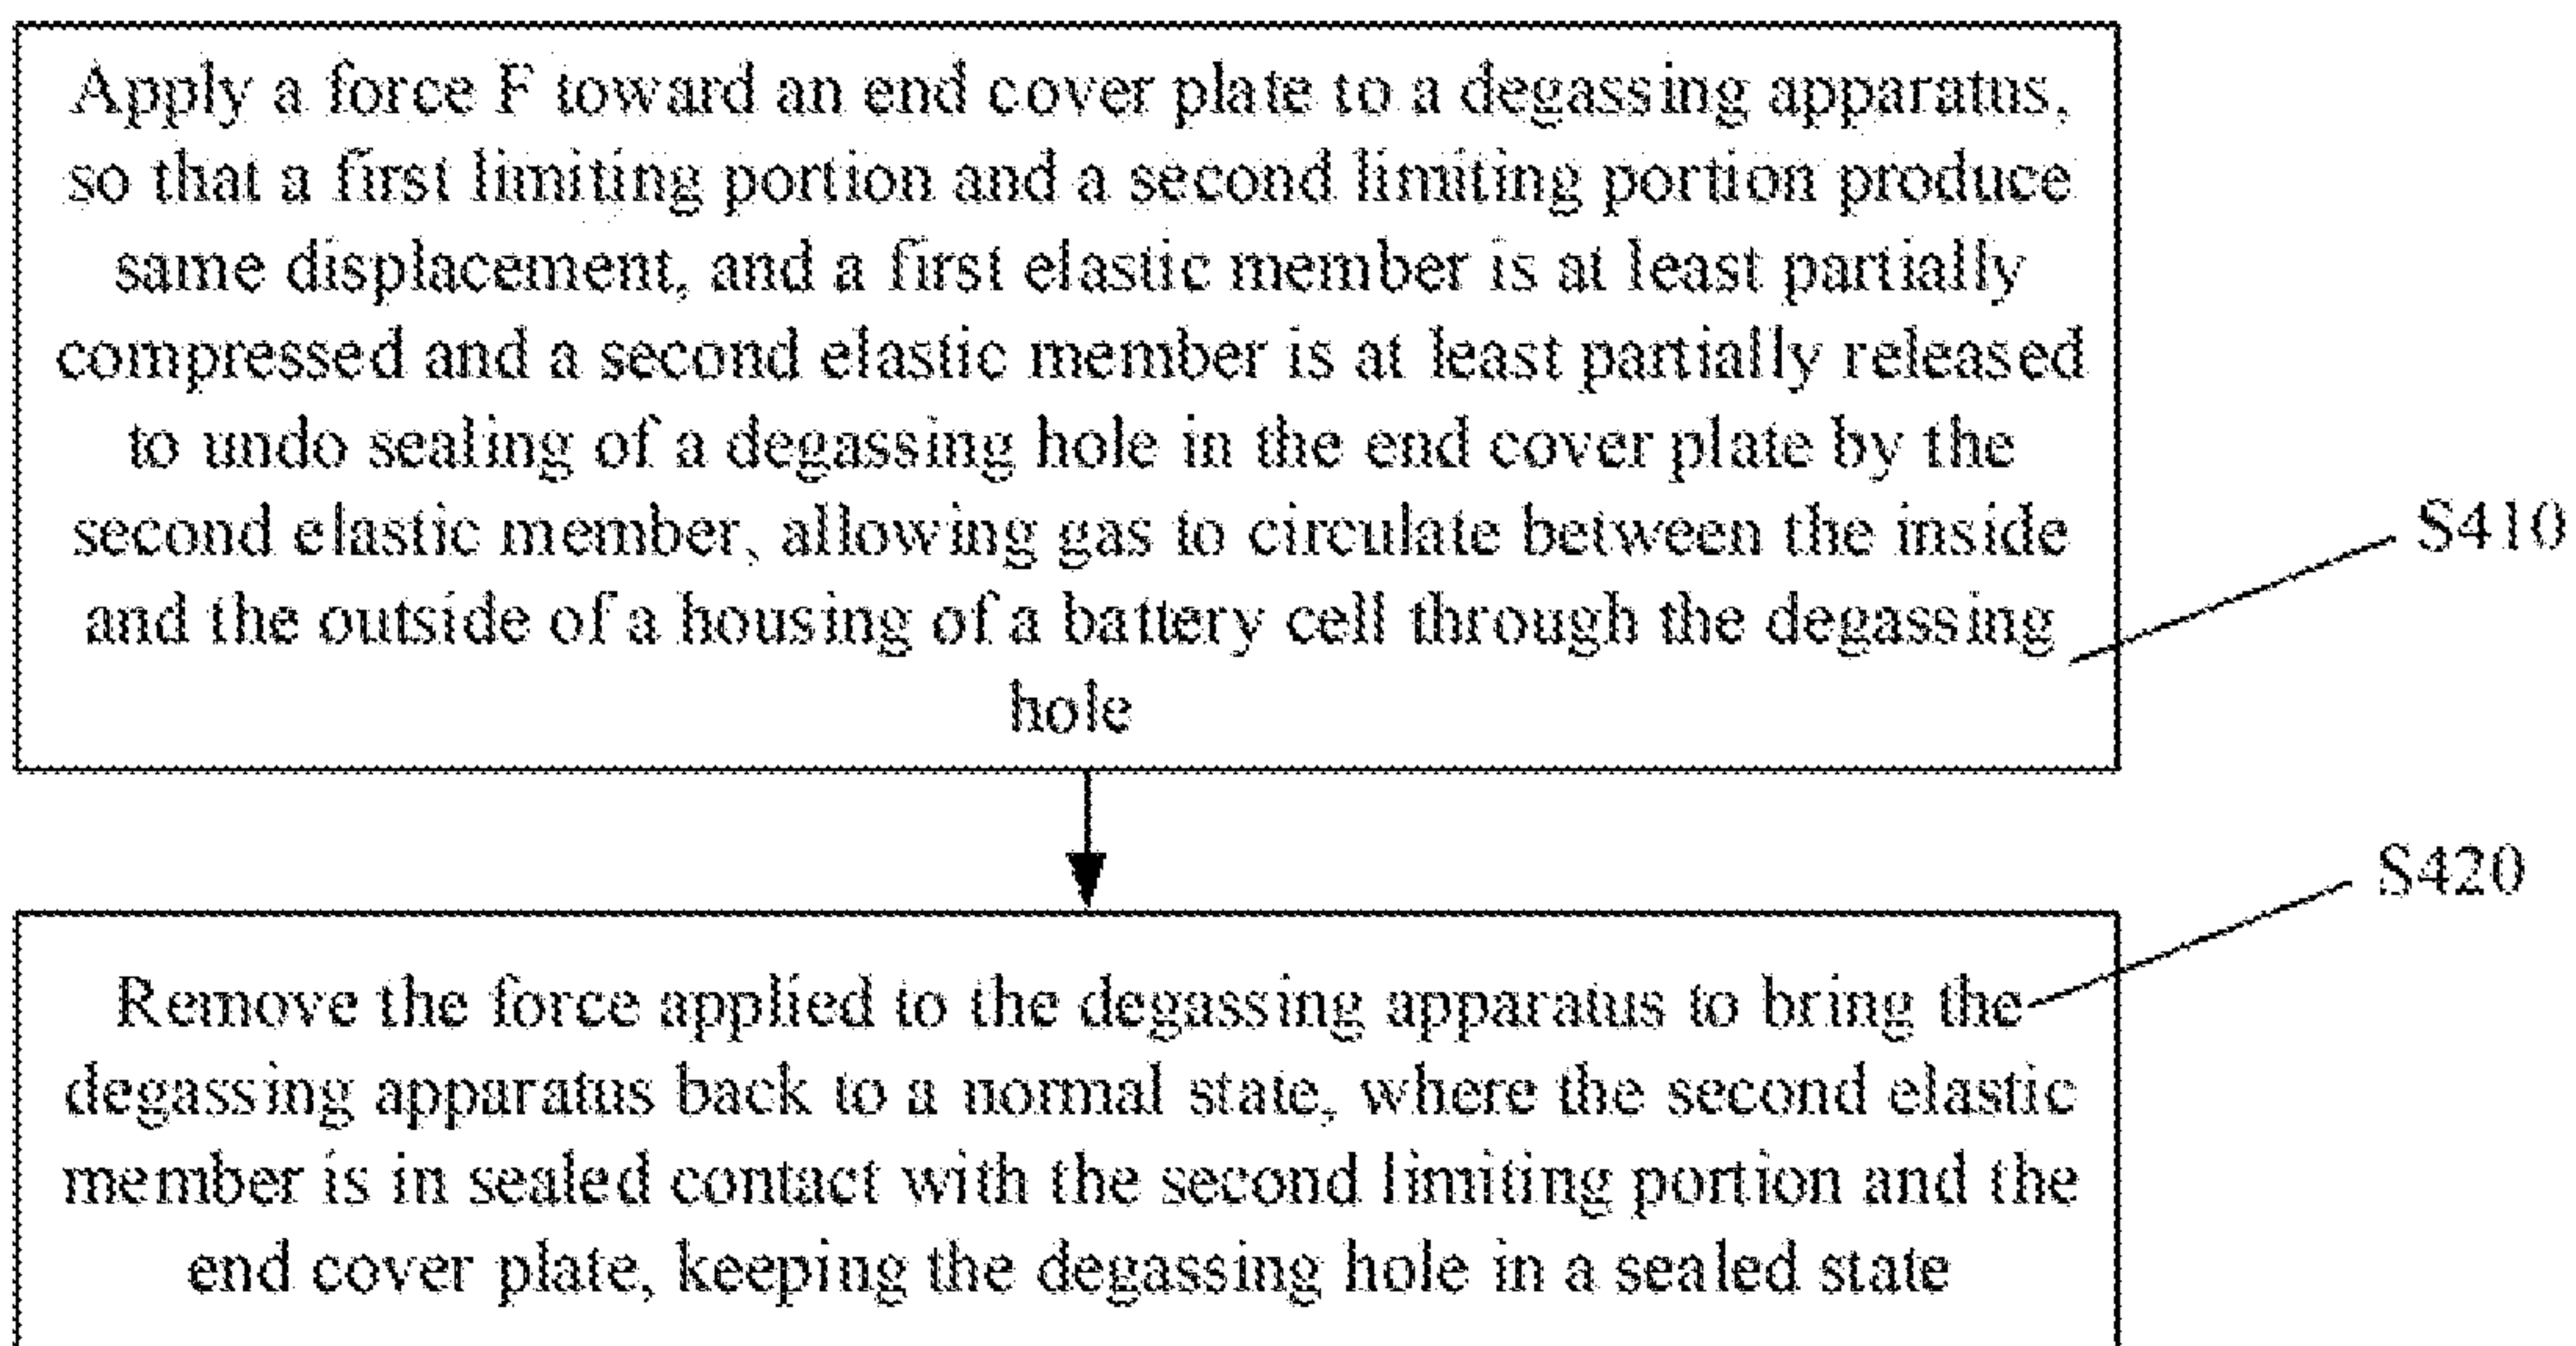 Apply a force F toward an end cover plate to a degassing apparatus,
so that a first limiting portion and a second limiting portion produce
same displacement, and a first elastic member is at least partially
compressed and a second elastic member is at least partially released
to undo sealing of a degassing hole in the end cover plate by the
second elastic member, allowing gas to circulate between the inside
and the outside of a housing of a battery cell through the degassing
hole
S410
S420
Remove the force applied to the degassing apparatus to bring the
degassing apparatus back to a normal state, where the second elastic
member is in sealed contact with the second limiting portion and the
end cover plate, keeping the degassing hole in a sealed state